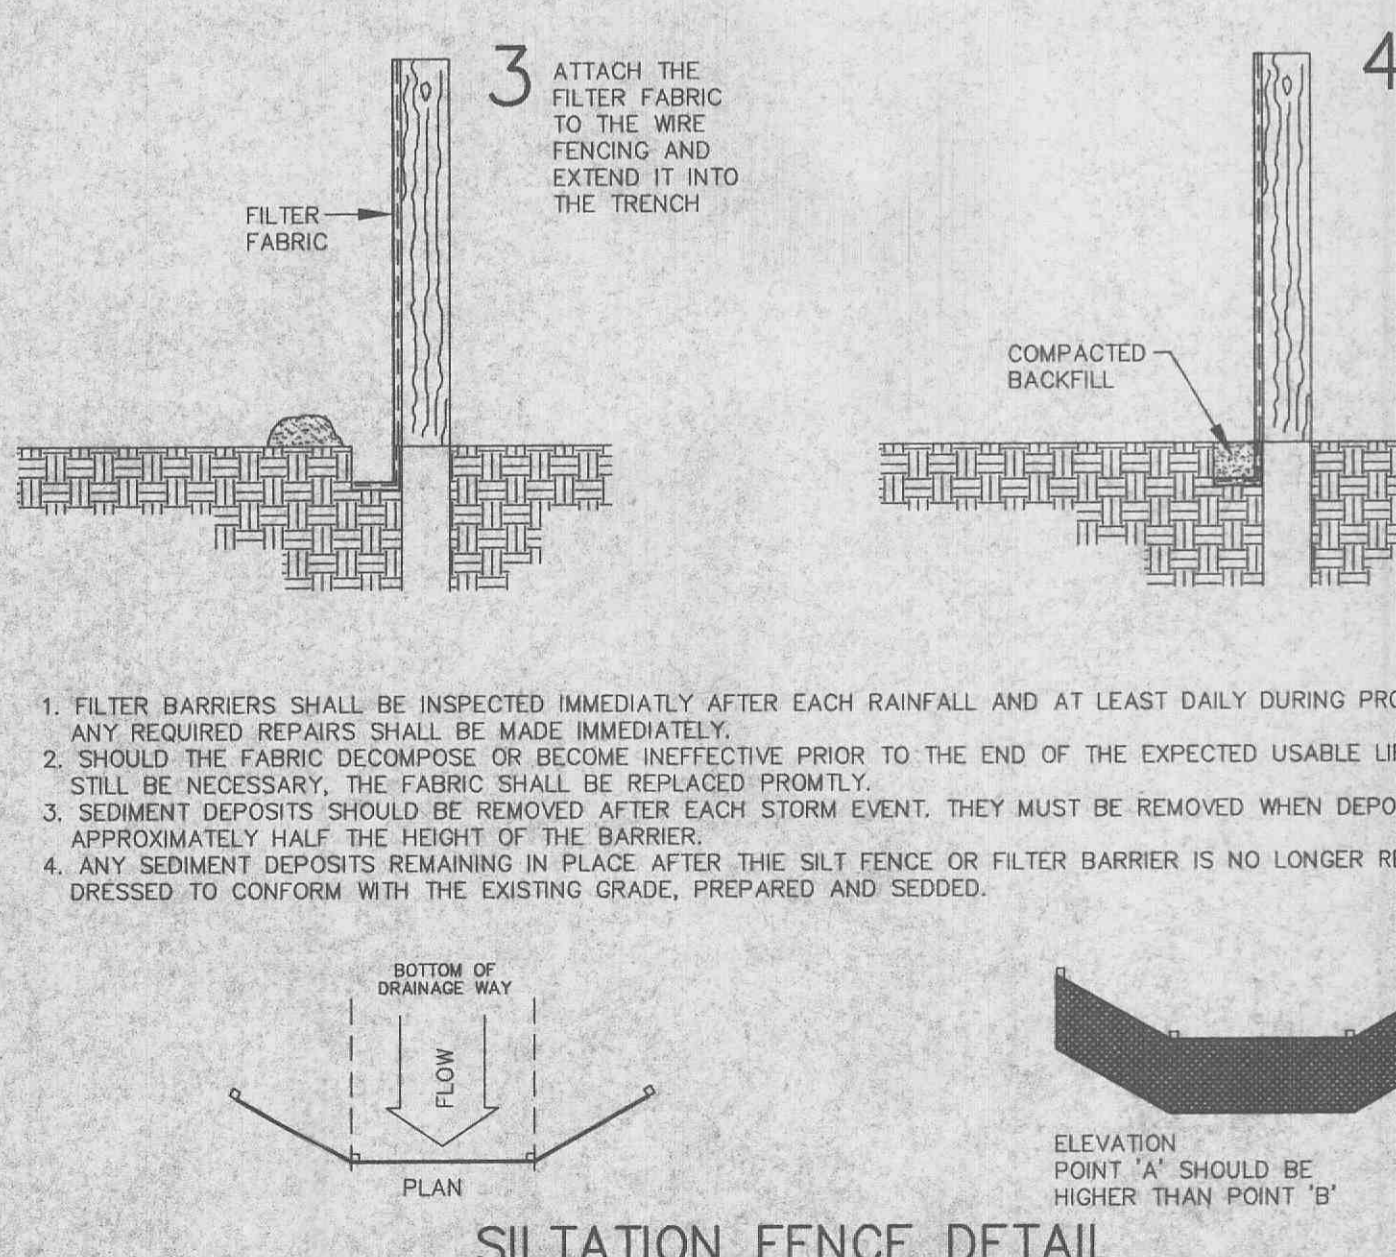 3
ATTACH THE
FILTER FABRIC
TO THE WIRE
FENCING AND
EXTEND IT INTO
THE TRENCH
FILTER
FABRIC
4
COMPACTED
BACKFILL
1. FILTER BARRIERS SHALL BE INSPECTED IMMEDIATLY AFTER EACH RAINFALL AND AT LEAST DAILY DURING PRO
ANY REQUIRED REPAIRS SHALL BE MADE IMMEDIATELY.
2. SHOULD THE FABRIC DECOMPOSE OR BECOME INEFFECTIVE PRIOR TO THE END OF THE EXPECTED USABLE LIF
STILL BE NECESSARY, THE FABRIC SHALL BE REPLACED PROMTLY.
3. SEDIMENT DEPOSITS SHOULD BE REMOVED AFTER EACH STORM EVENT. THEY MUST BE REMOVED WHEN DEPO
APPROXIMATELY HALF THE HEIGHT OF THE BARRIER.
4. ANY SEDIMENT DEPOSITS REMAINING IN PLACE AFTER THIE SILT FENCE OR FILTER BARRIER IS NO LONGER RE
DRESSED TO CONFORM WITH THE EXISTING GRADE, PREPARED AND SEDDED.
BOTTOM OF
DRAINAGE WAY
FLOW
PLAN
ELEVATION
POINT 'A' SHOULD BE
HIGHER THAN POINT 'B'
SILTATION FENCE DETAIL